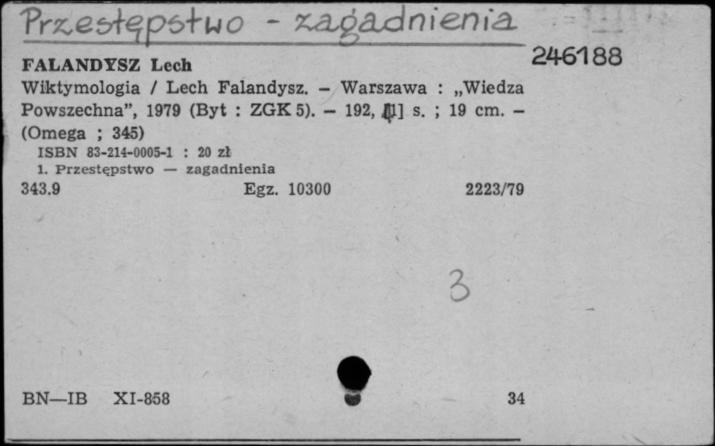 Przestępstwo - zagadnienia
246188
FALANDYSZ Lech
Wiktymologia / Lech Falandysz. — Warszawa : „Wiedza
Powszechna”, 1979 (Byt : ZGK 5). — 192, [1] s. ; 19 cm. —
(Omega ; 345)
ISBN 83-214-0005-1 : 20 zł
1. Przestępstwo — zagadnienia
343.9 Egz. 10300 2223/79
3
BN—IB XI-858 34